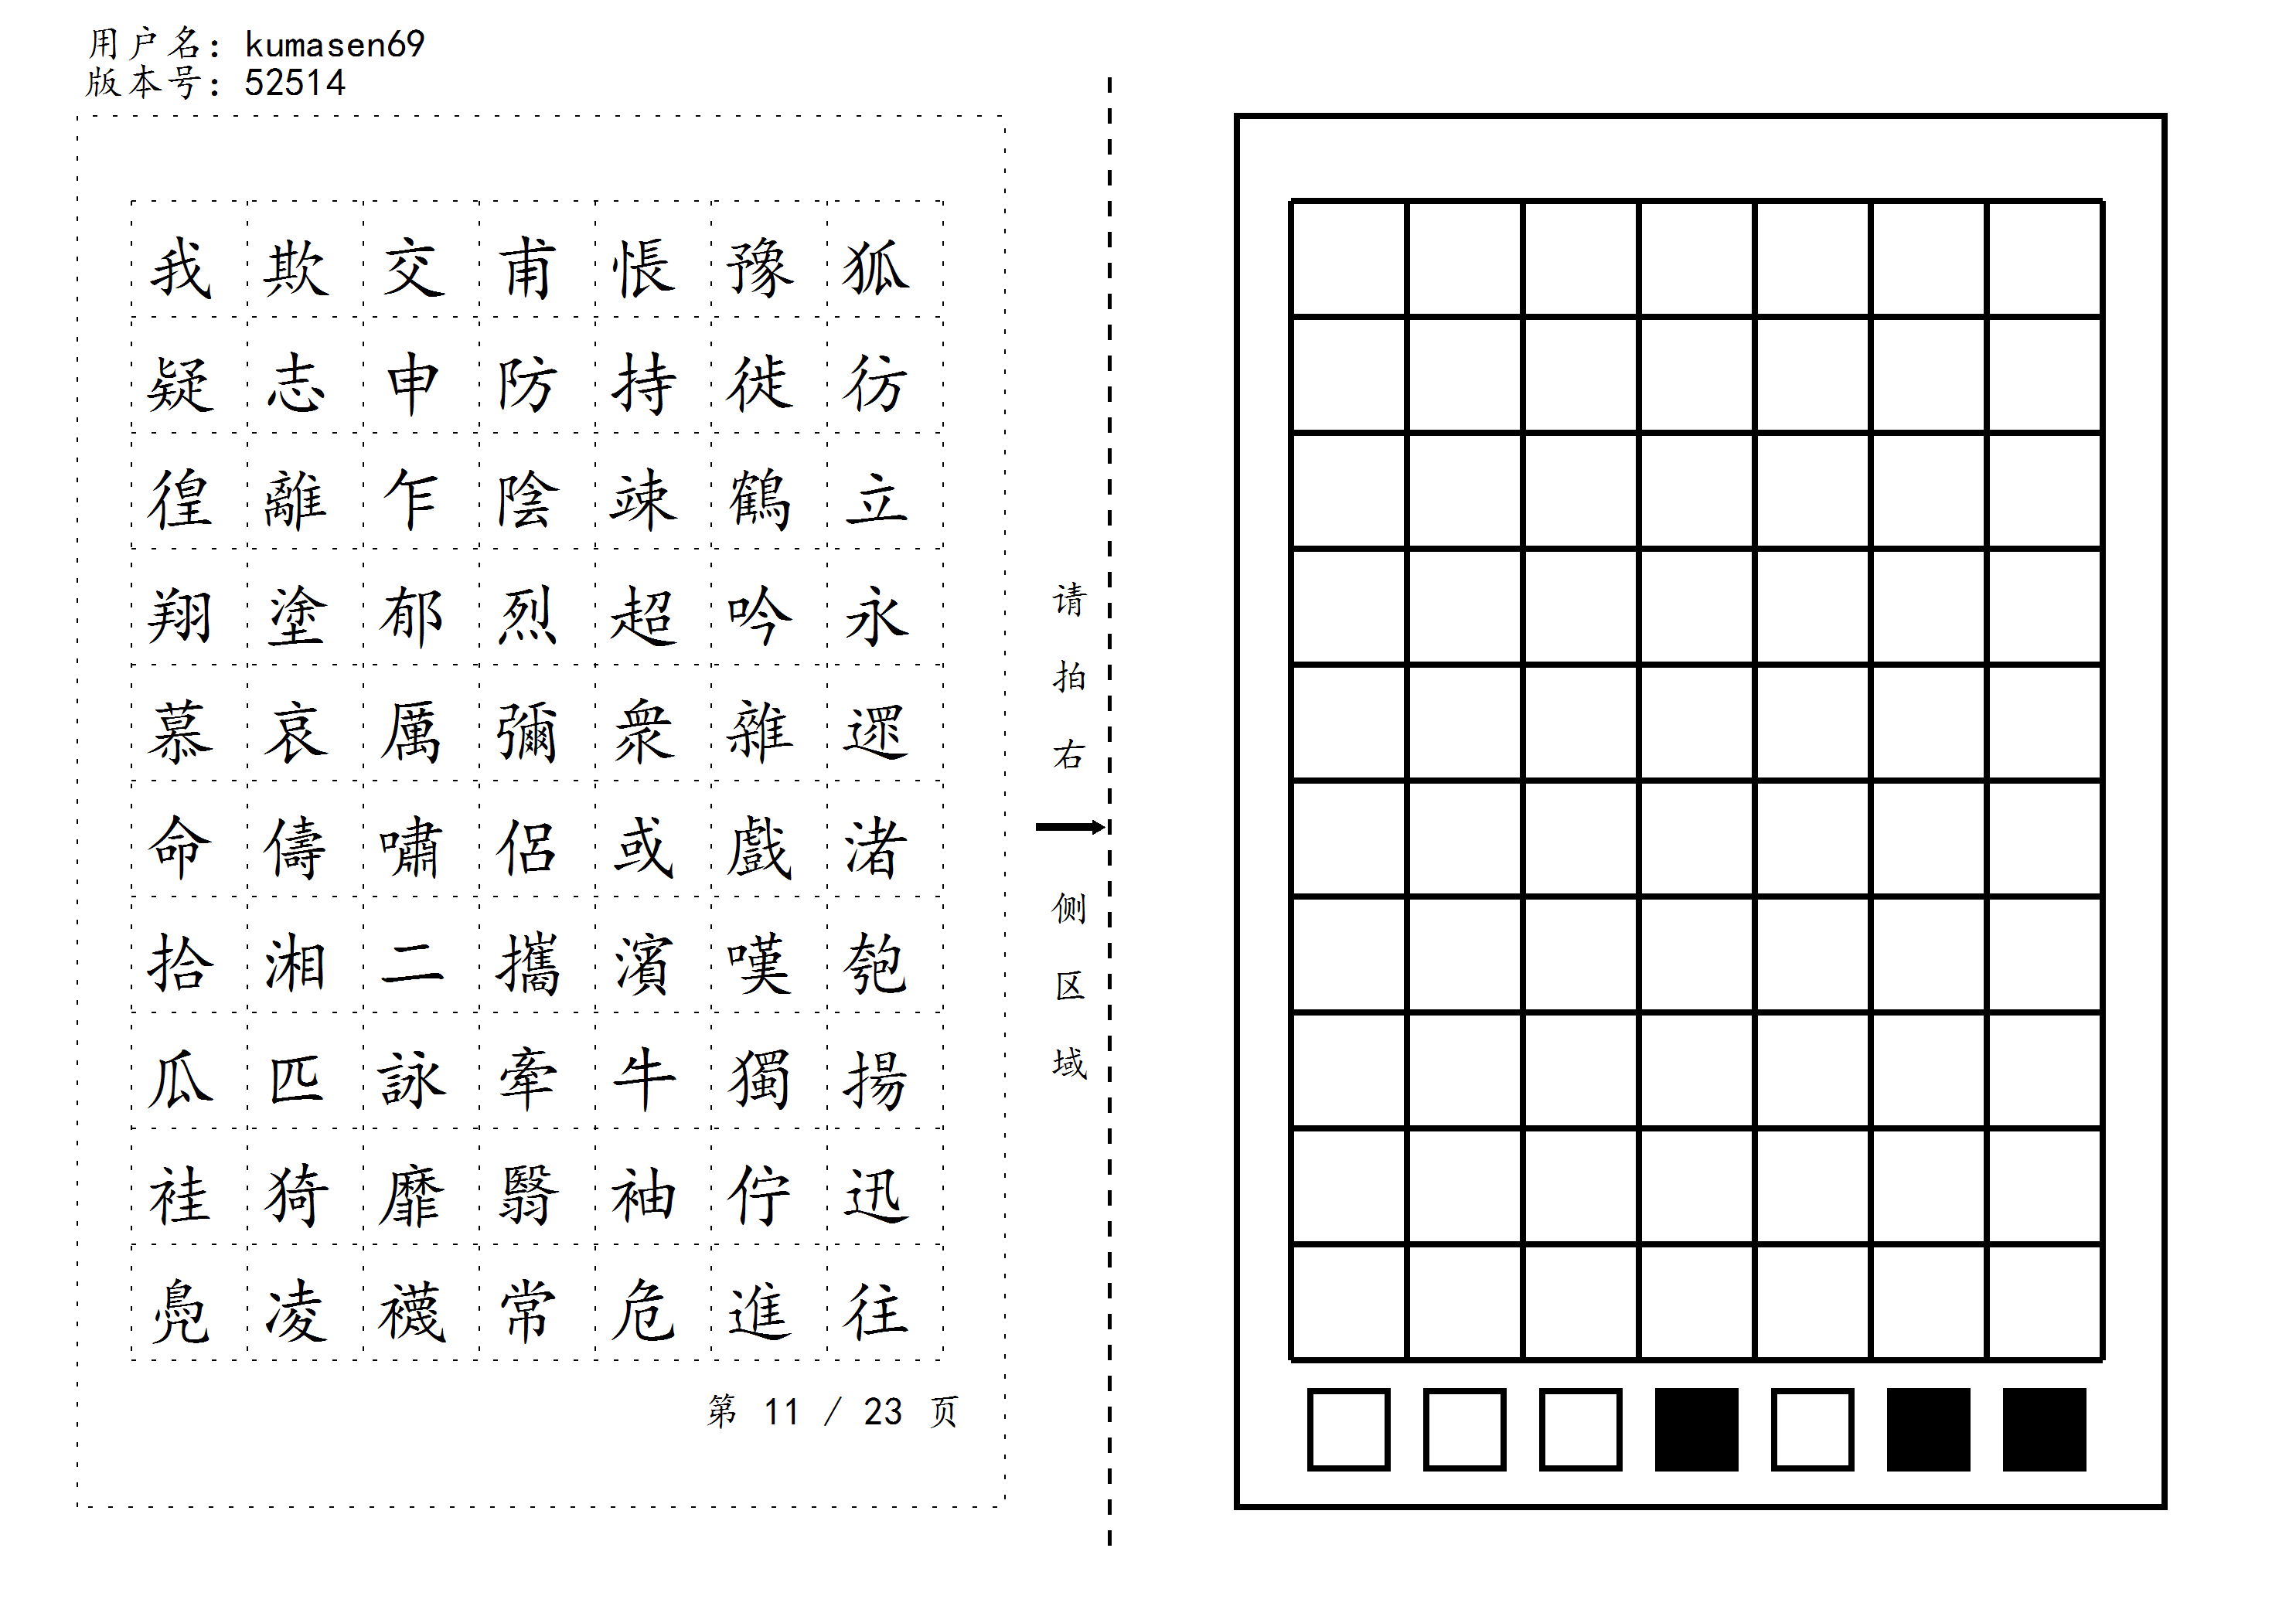 用户名: kumasen69
版本号: 52514
我欺交甫悵豫狐
疑志申防持徙彷
徨離乍陰竦鶴立
翔塗郁烈超吟永
慕哀厲彌衆雜遝
命儔嘯侶或戲渚
拾湘二攜濱嘆匏
瓜匹詠牽牛獨揚
袿猗靡翳袖佇迅
鳧凌襪常危進往
第 11 / 23 页
请拍右侧区域